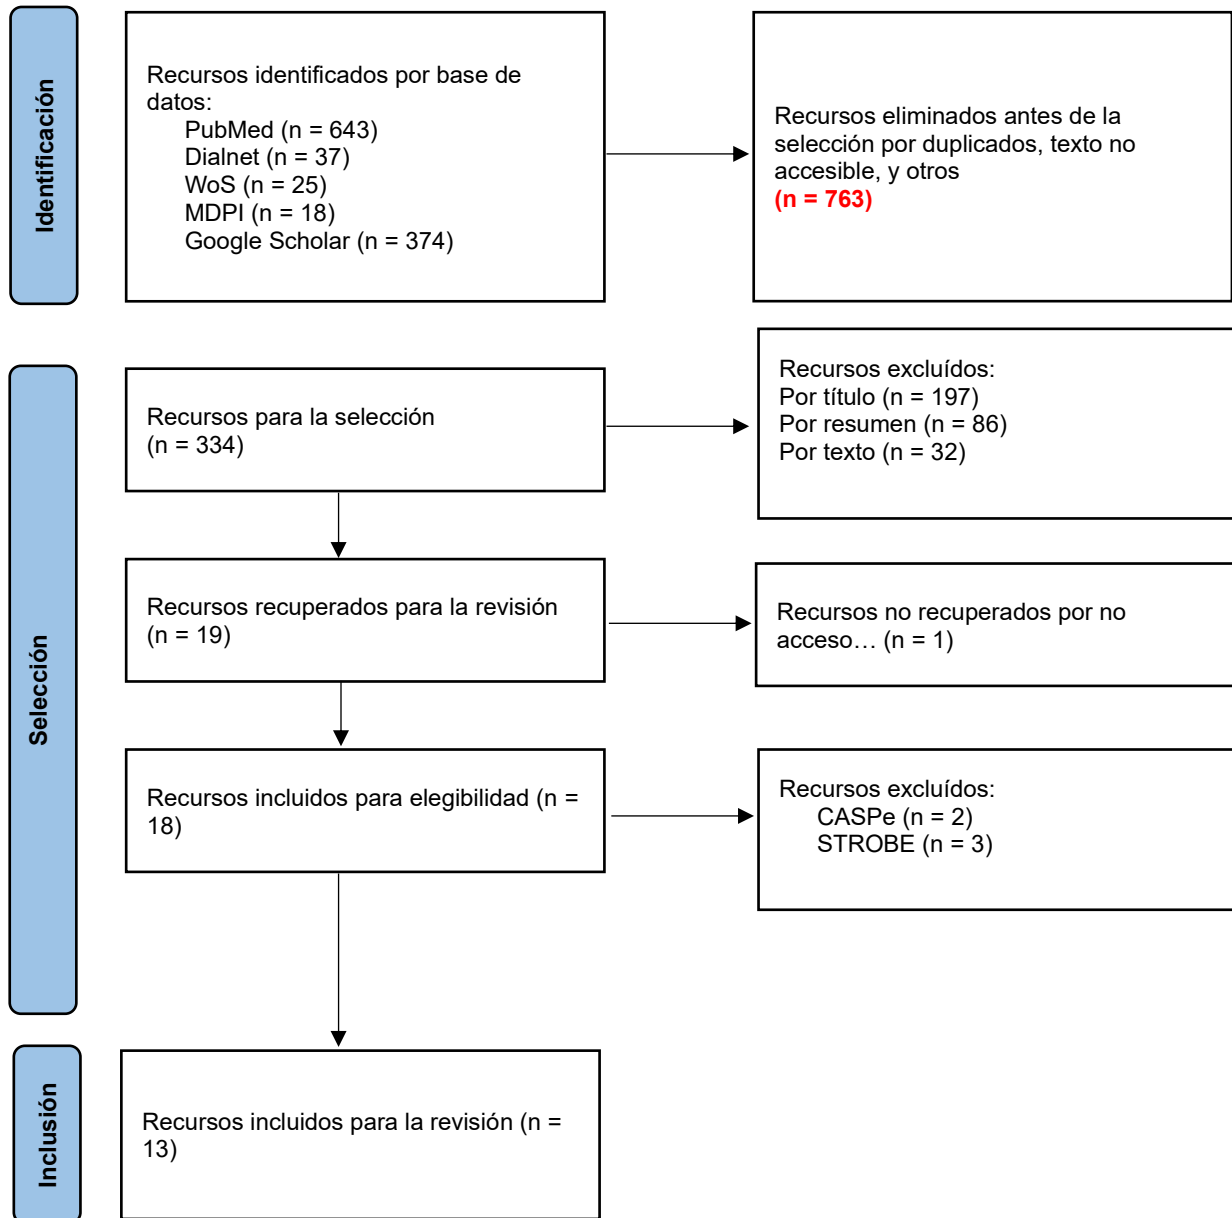 Identificación
Recursos identificados por base de
datos:
PubMed (n = 643)
Dialnet (n = 37)
WoS (n = 25)
MDPI (n = 18)
Google Scholar (n = 374)
Recursos eliminados antes de la
selección por duplicados, texto no
accesible, y otros
(n = 763)
Selección
Recursos para la selección
(n = 334)
Recursos excluídos:
Por título (n = 197)
Por resumen (n = 86)
Por texto (n = 32)
Recursos recuperados para la revisión
(n = 19)
Recursos no recuperados por no
acceso… (n = 1)
Recursos incluidos para elegibilidad (n =
18)
Recursos excluídos:
CASPe (n = 2)
STROBE (n = 3)
Inclusión
Recursos incluidos para la revisión (n =
13)